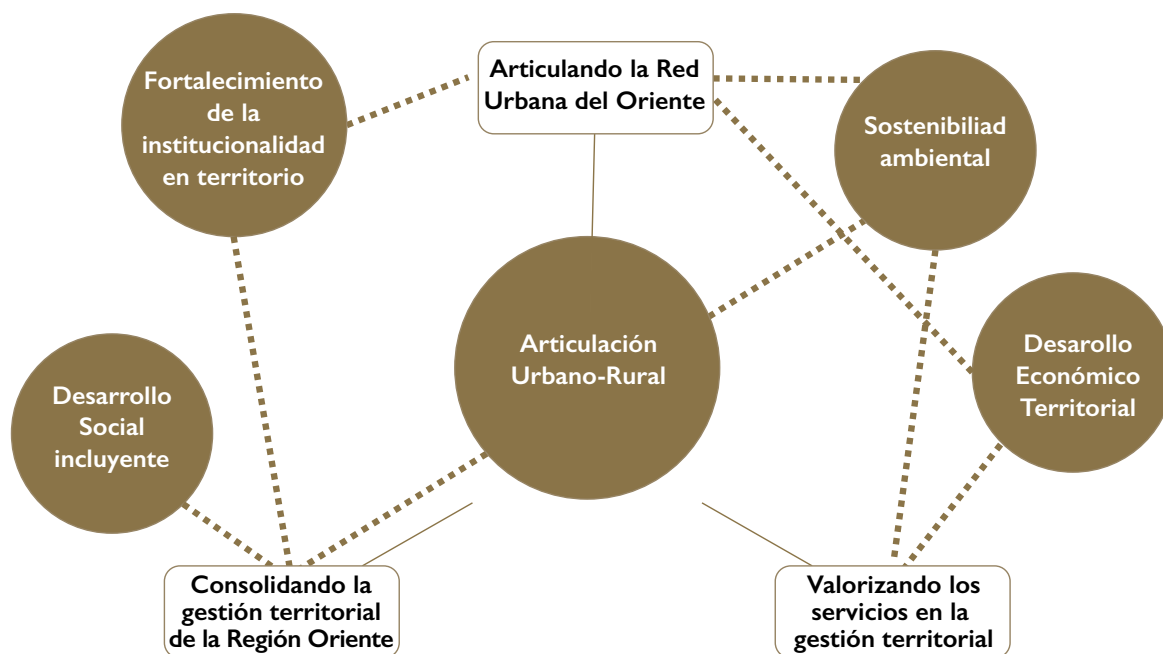 Fortalecimiento
de la
institucionalidad
en territorio
Articulando la Red
Urbana del Oriente
Sostenibiliad
ambiental
Articulación
Urbano-Rural
Desarollo
Económico
Territorial
Desarrollo
Social
incluyente
Consolidando la
gestión territorial
de la Región Oriente
Valorizando los
servicios en la
gestión territorial